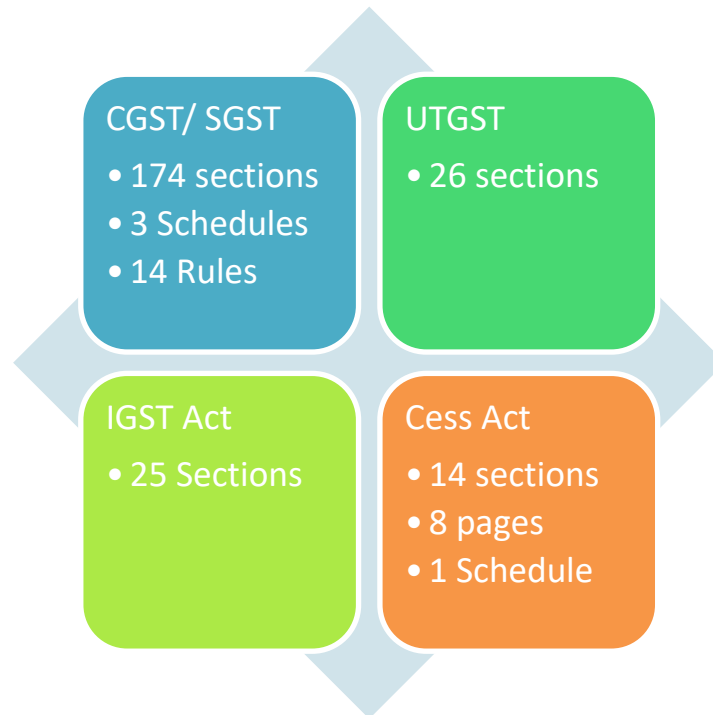 CGST/ SGST
• 174 sections
• 3 Schedules
• 14 Rules
UTGST
• 26 sections
IGST Act
• 25 Sections
Cess Act
• 14 sections
• 8 pages
• 1 Schedule